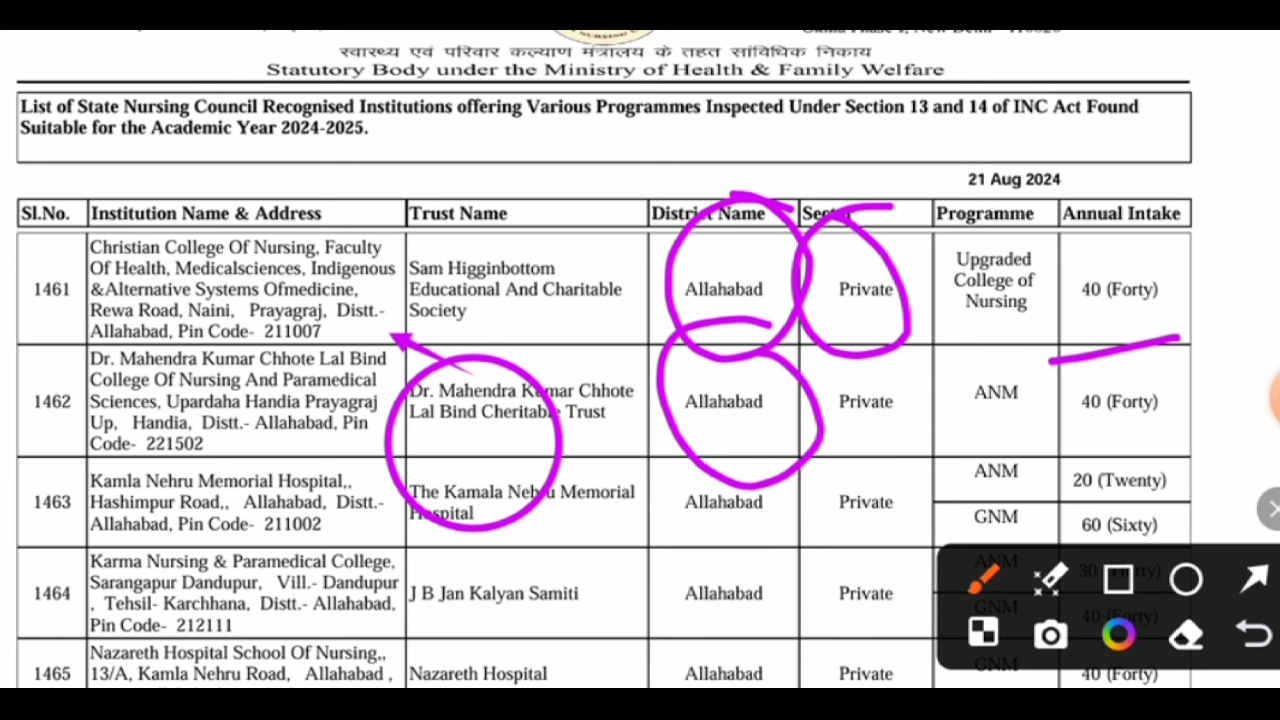 स्वास्थ्य एवं परिवार कल्याण मंत्रालय के तहत सांविधिक निकाय
Statutory Body under the Ministry of Health & Family Welfare
List of State Nursing Council Recognised Institutions offering Various Programmes Inspected Under Section 13 and 14 of INC Act Found
Suitable for the Academic Year 2024-2025.
21 Aug 2024
Sl.No. Institution Name & Address Trust Name District Name Sector Programme Annual Intake
1461
Christian College Of Nursing, Faculty
Of Health, Medicalsciences, Indigenous
&Alternative Systems Ofmedicine,
Rewa Road, Naini, Prayagraj, Distt.-
Allahabad, Pin Code- 211007
Sam Higginbottom
Educational And Charitable
Society
Allahabad
Private
Upgraded
College of
Nursing
40 (Forty)
1462
Dr. Mahendra Kumar Chhote Lal Bind
College Of Nursing And Paramedical
Sciences, Upardaha Handia Prayagraj
Up, Handia, Distt.- Allahabad, Pin
Code- 221502
Dr. Mahendra Kumar Chhote
Lal Bind Cheritable Trust
Allahabad
Private
ANM
40 (Forty)
1463
Kamla Nehru Memorial Hospital,,
Hashimpur Road,, Allahabad, Distt.-
Allahabad, Pin Code- 211002
The Kamala Nehru Memorial
Hospital
Allahabad
Private
ANM
20 (Twenty)
GNM
60 (Sixty)
1464
Karma Nursing & Paramedical College,
Sarangapur Dandupur, Vill.- Dandupur
, Tehsil- Karchhana, Distt.- Allahabad,
Pin Code- 212111
J B Jan Kalyan Samiti
Allahabad
Private
ANM
GNM
40 (Forty)
1465
Nazareth Hospital School Of Nursing,,
13/A, Kamla Nehru Road, Allahabad ,
Nazareth Hospital
Allahabad
Private
GNM
40 (Forty)